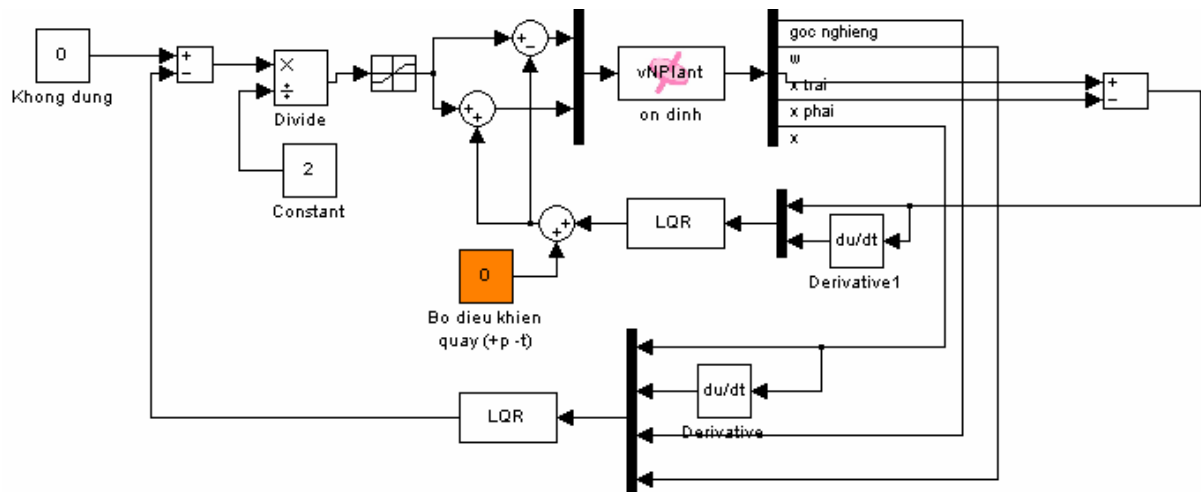 0
Khong dung
+
−
×
÷
Divide
2
Constant
−
+
+
vNPlant
on dinh
goc nghieng
w
x trai
x phai
x
+
−
LQR
+
+
0
Bo dieu khien
quay (+p -t)
du/dt
Derivative1
LQR
du/dt
Derivative